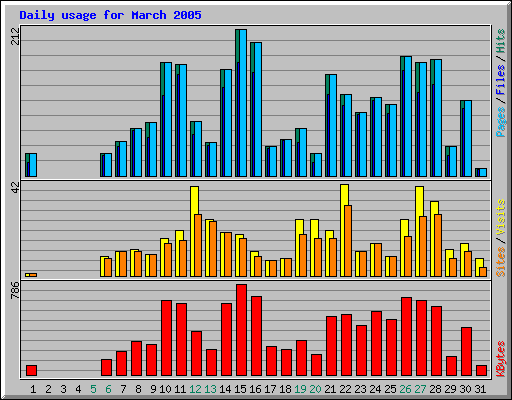 Daily usage for March 2005
212
Pages/Files/Hits
42
Sites/Visits
786
KBytes
1 2 3 4 5 6 7 8 9 10 11 12 13 14 15 16 17 18 19 20 21 22 23 24 25 26 27 28 29 30 31